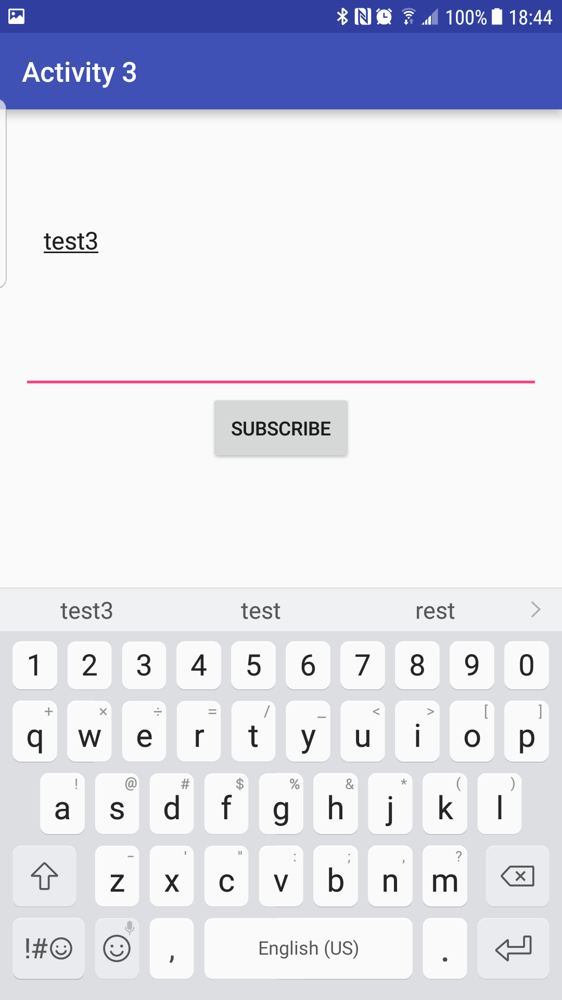 100% 18:44
Activity 3
test3
SUBSCRIBE
test3 test rest
1 2 3 4 5 6 7 8 9 0
+ × ÷ = / _ < > [ ]
q w e r t y u i o p
! @ # $ % & * ( )
a s d f g h j k l
- ' " : ; , ?
z x c v b n m
!# , English (US) .